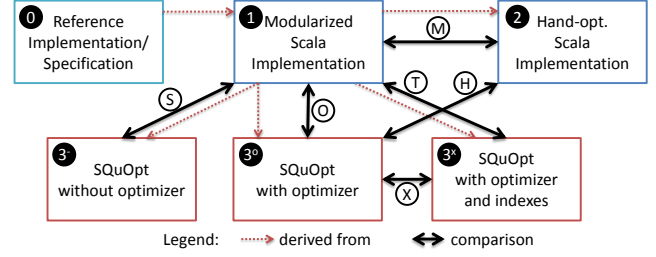 0
Reference
Implementation/
Specification
1
Modularized
Scala
Implementation
M
2
Hand-opt.
Scala
Implementation
S
O
T
H
3-
SQuOpt
without optimizer
3o
SQuOpt
with optimizer
X
3x
SQuOpt
with optimizer
and indexes
Legend: derived from comparison